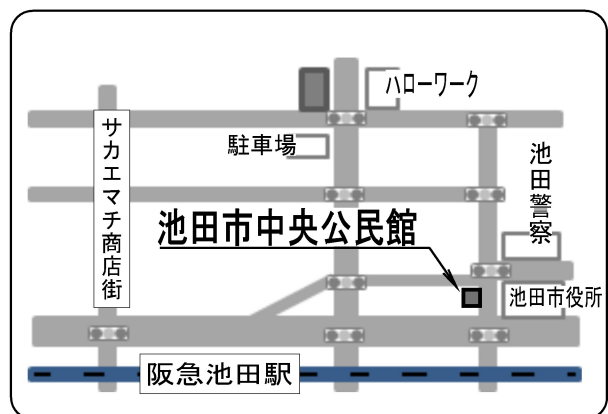 ハローワーク
駐車場
サカエマチ商店街
池田警察
池田市中央公民館
池田市役所
阪急池田駅